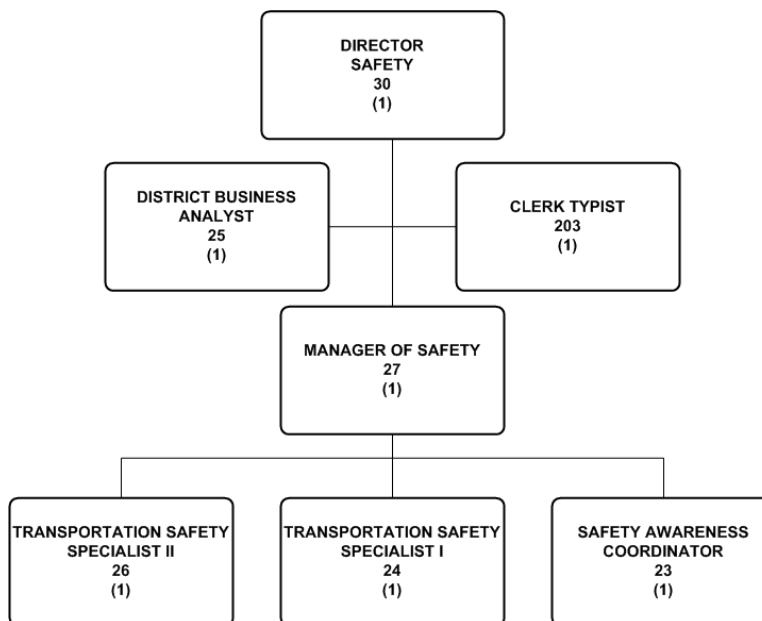 DIRECTOR
SAFETY
30
(1)
DISTRICT BUSINESS
ANALYST
25
(1)
CLERK TYPIST
203
(1)
MANAGER OF SAFETY
27
(1)
TRANSPORTATION SAFETY
SPECIALIST II
26
(1)
TRANSPORTATION SAFETY
SPECIALIST I
24
(1)
SAFETY AWARENESS
COORDINATOR
23
(1)